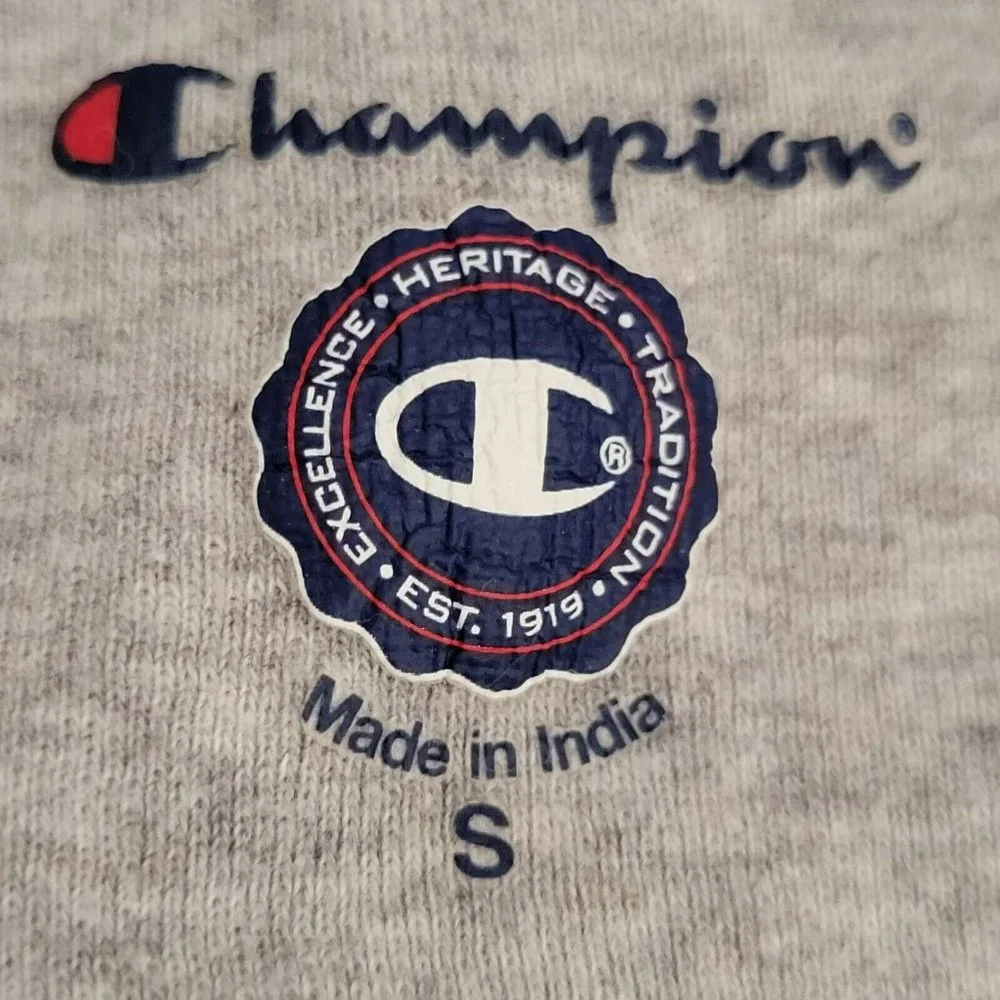 Champion®
EXCELLENCE • HERITAGE • TRADITION • EST. 1919 •
C®
Made in India
S